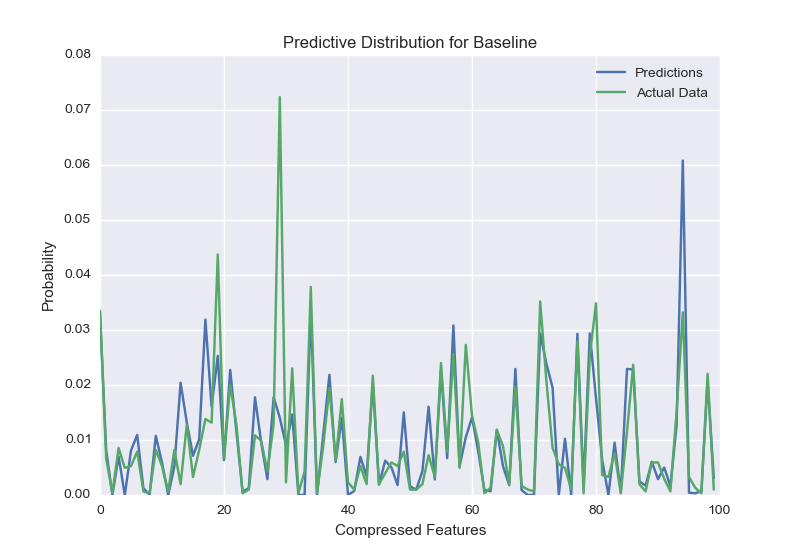 Predictive Distribution for Baseline
0.08
0.07
0.06
0.05
0.04
0.03
0.02
0.01
0.00
Probability
Predictions
Actual Data
0 20 40 60 80 100
Compressed Features